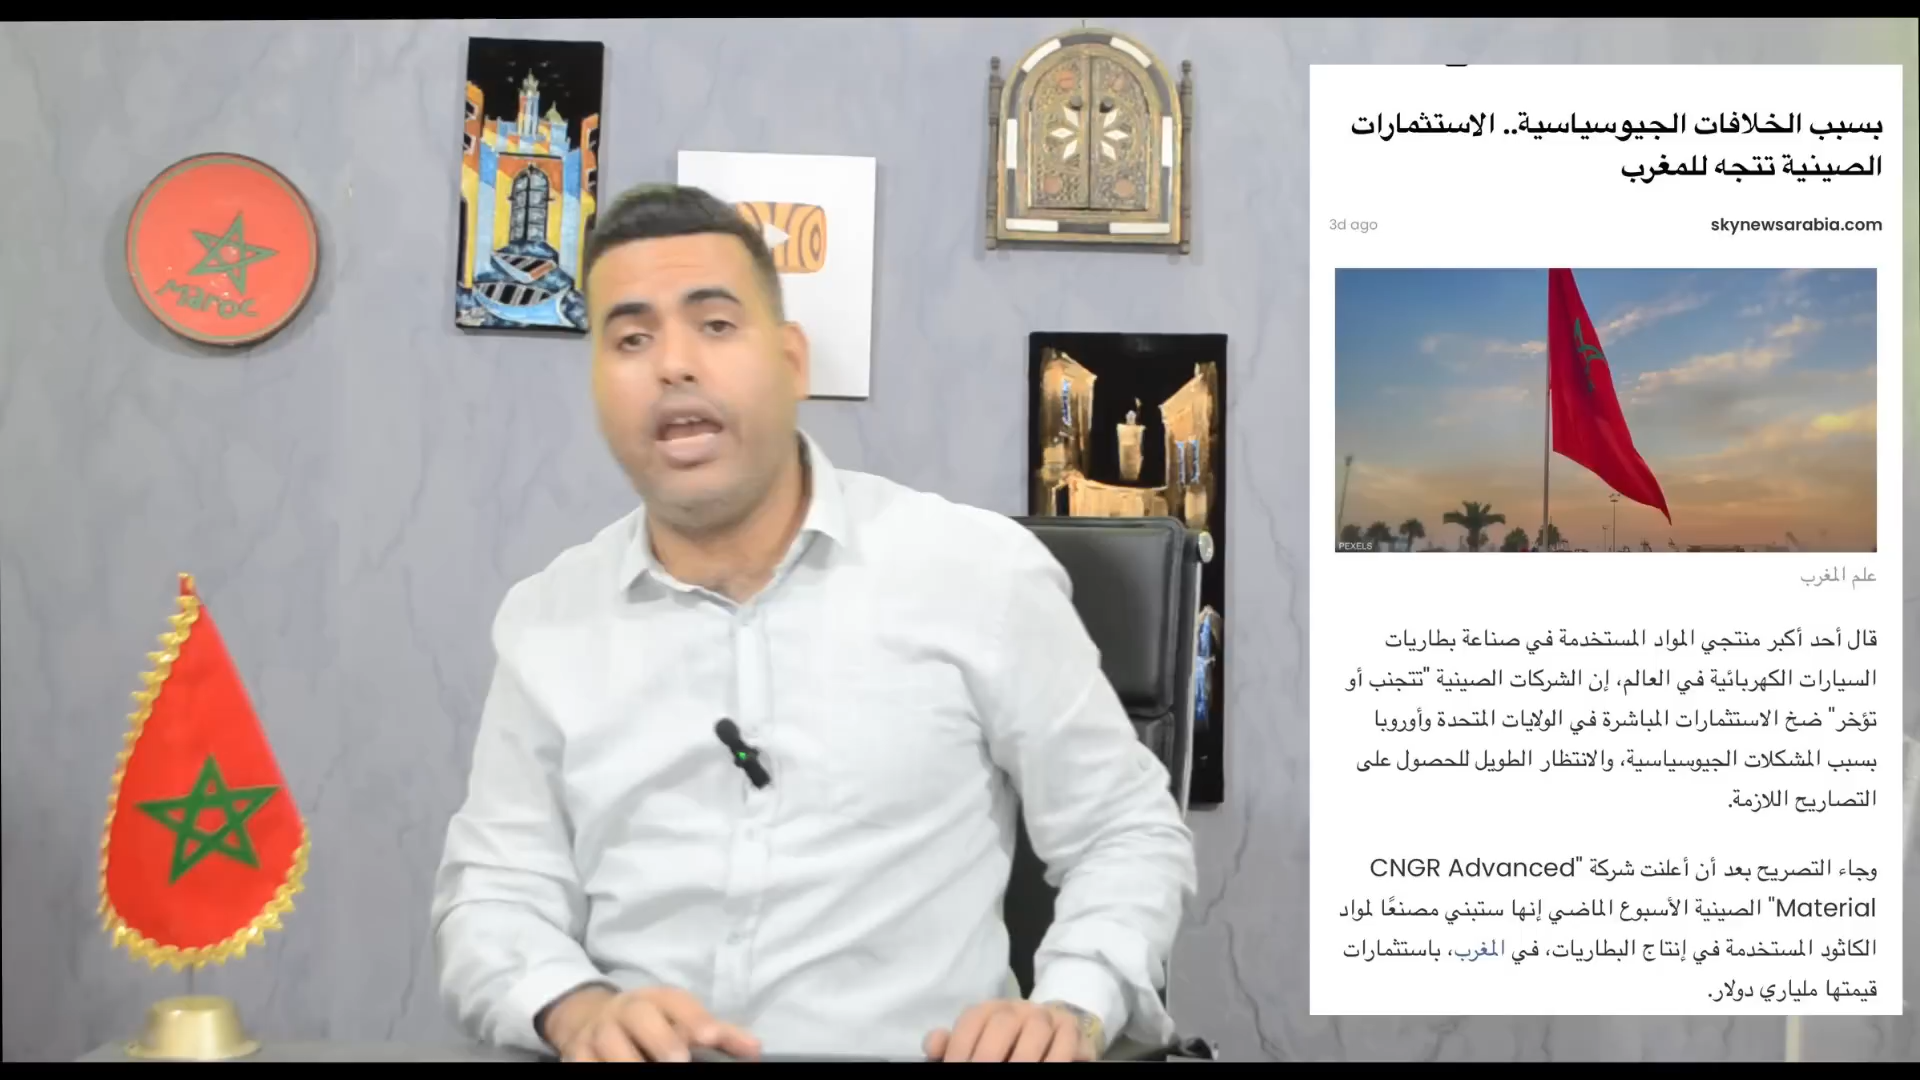 Maroc
بسبب الخلافات الجيوسياسية.. الاستثمارات
الصينية تتجه للمغرب
3d ago
skynewsarabia.com
PEXELS
علم المغرب
قال أحد أكبر منتجي المواد المستخدمة في صناعة بطاريات
السيارات الكهربائية في العالم، إن الشركات الصينية "تتجنب أو
تؤخر" ضخ الاستثمارات المباشرة في الولايات المتحدة وأوروبا
بسبب المشكلات الجيوسياسية، والانتظار الطويل للحصول على
التصاريح اللازمة.
وجاء التصريح بعد أن أعلنت شركة "CNGR Advanced
Material" الصينية الأسبوع الماضي إنها ستبني مصنعًا لمواد
الكاثود المستخدمة في إنتاج البطاريات، في المغرب، باستثمارات
قيمتها ملياري دولار.